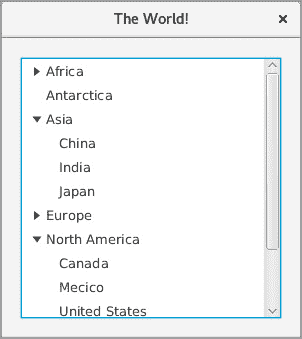 The World!
Africa
Antarctica
Asia
China
India
Japan
Europe
North America
Canada
Mecico
United States